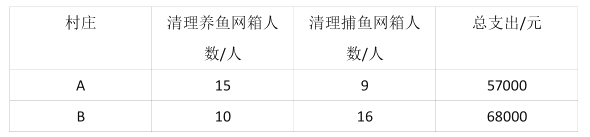 村庄 清理养鱼网箱人数/人 清理捕鱼网箱人数/人 总支出/元
A 15 9 57000
B 10 16 68000